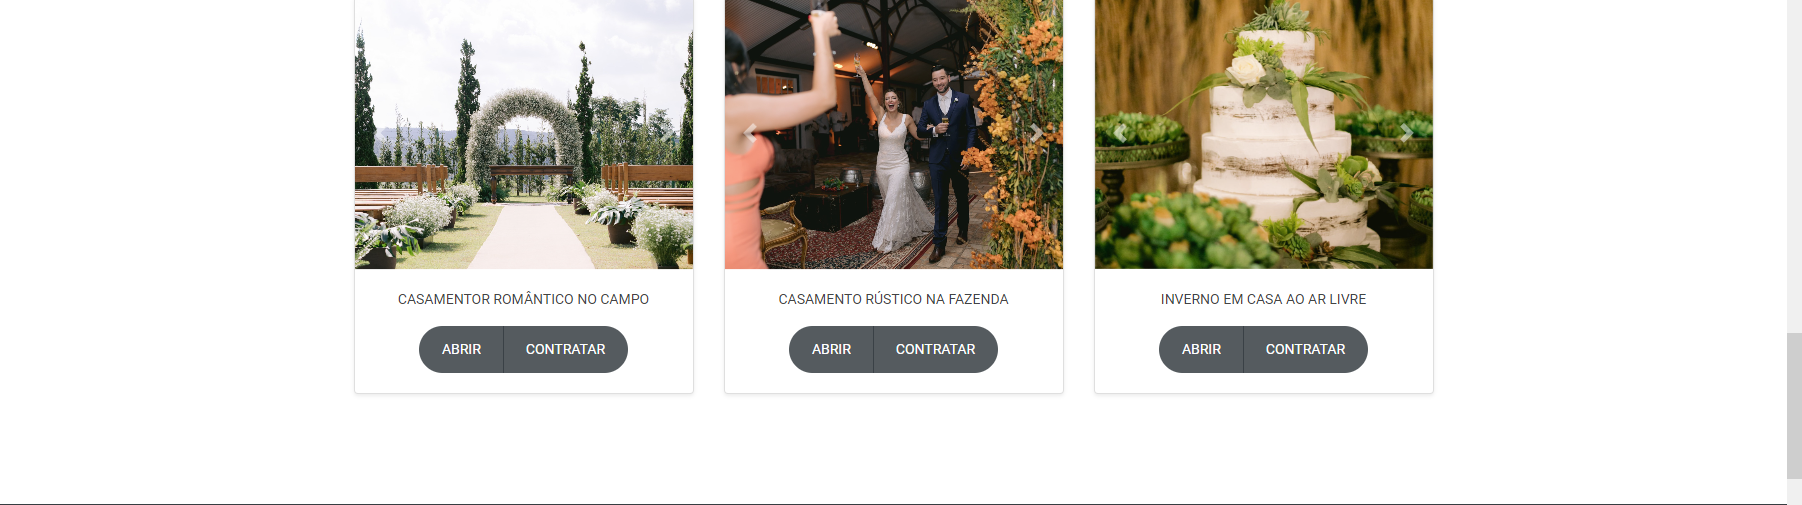 CASAMENTOR ROMÂNTICO NO CAMPO
ABRIR CONTRATAR
CASAMENTO RÚSTICO NA FAZENDA
ABRIR CONTRATAR
INVERNO EM CASA AO AR LIVRE
ABRIR CONTRATAR